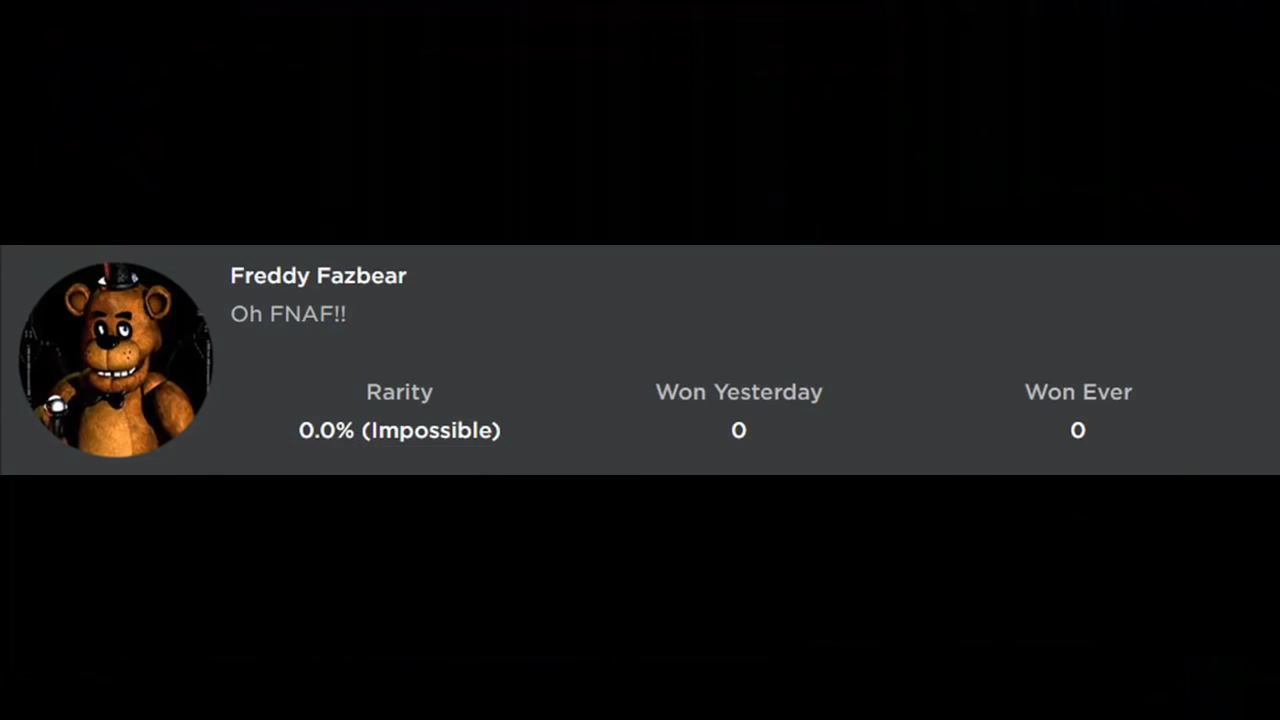 Freddy Fazbear
Oh FNAF!!
Rarity
Won Yesterday
Won Ever
0.0% (Impossible)
0
0